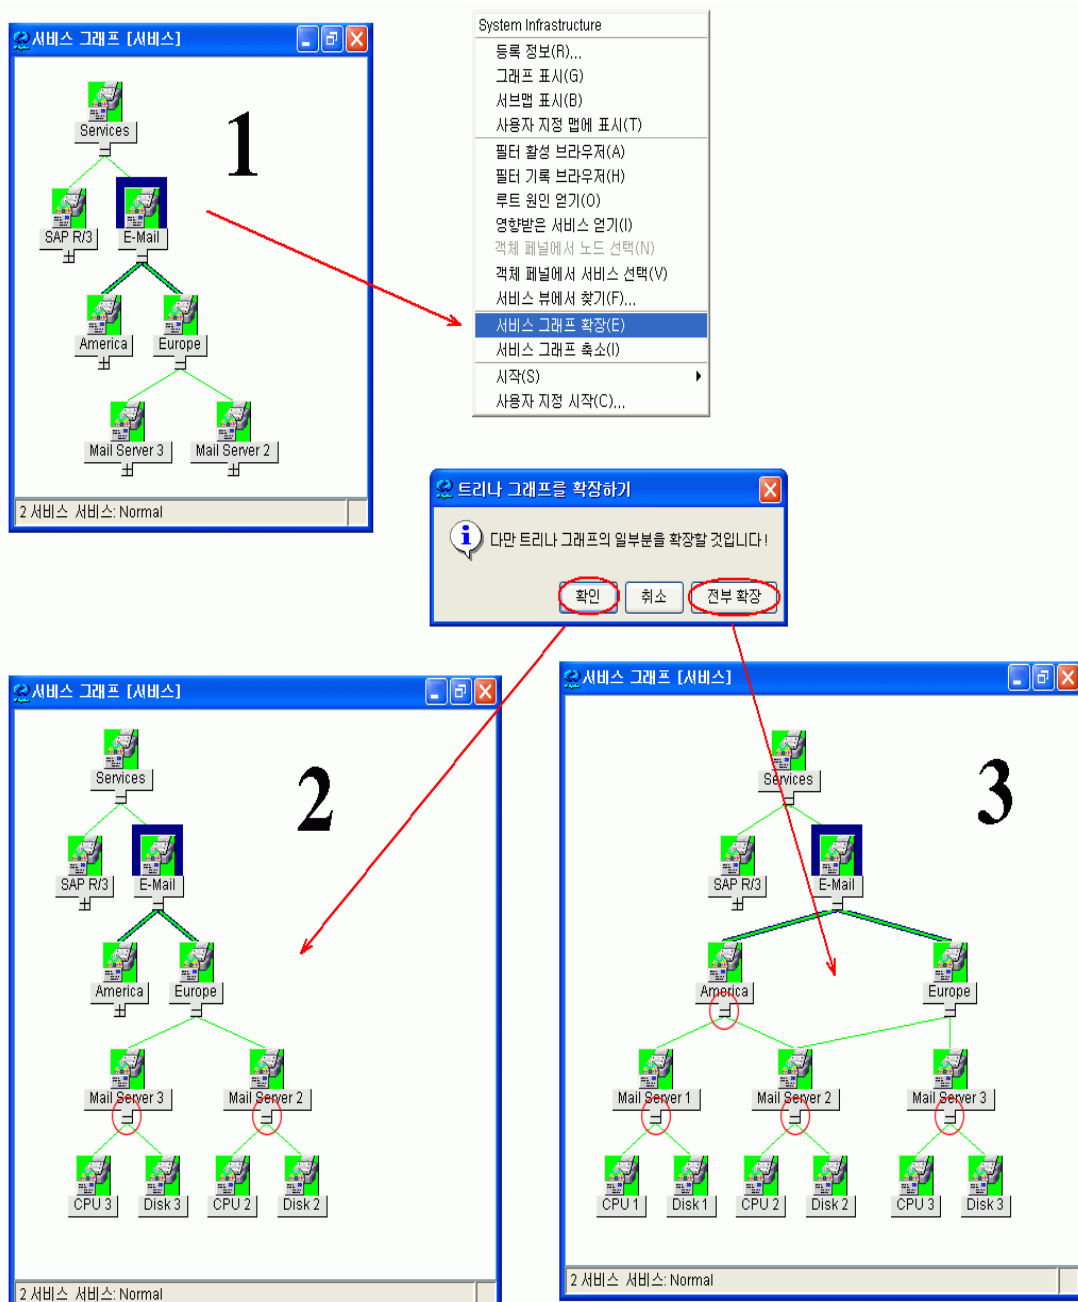 서비스 그래프 [서비스]
1
Services
SAP R/3
E-Mail
America
Europe
Mail Server 3
Mail Server 2
2 서비스 서비스: Normal
System Infrastructure
등록 정보(R)...
그래프 표시(G)
서브맵 표시(B)
사용자 지정 맵에 표시(T)
필터 활성 브라우저(A)
필터 기록 브라우저(H)
루트 원인 얻기(O)
영향받은 서비스 얻기(I)
객체 페널에서 노드 선택(N)
객체 페널에서 서비스 선택(V)
서비스 뷰에서 찾기(F)...
서비스 그래프 확장(E)
서비스 그래프 축소(I)
시작(S)
사용자 지정 시작(C)...
트리나 그래프를 확장하기
다만 트리나 그래프의 일부분을 확장할 것입니다!
확인
취소
전부 확장
서비스 그래프 [서비스]
2
Services
SAP R/3
E-Mail
America
Europe
Mail Server 3
Mail Server 2
CPU 3
Disk 3
CPU 2
Disk 2
2 서비스 서비스: Normal
서비스 그래프 [서비스]
3
Services
SAP R/3
E-Mail
America
Europe
Mail Server 1
Mail Server 2
Mail Server 3
CPU 1
Disk 1
CPU 2
Disk 2
CPU 3
Disk 3
2 서비스 서비스: Normal